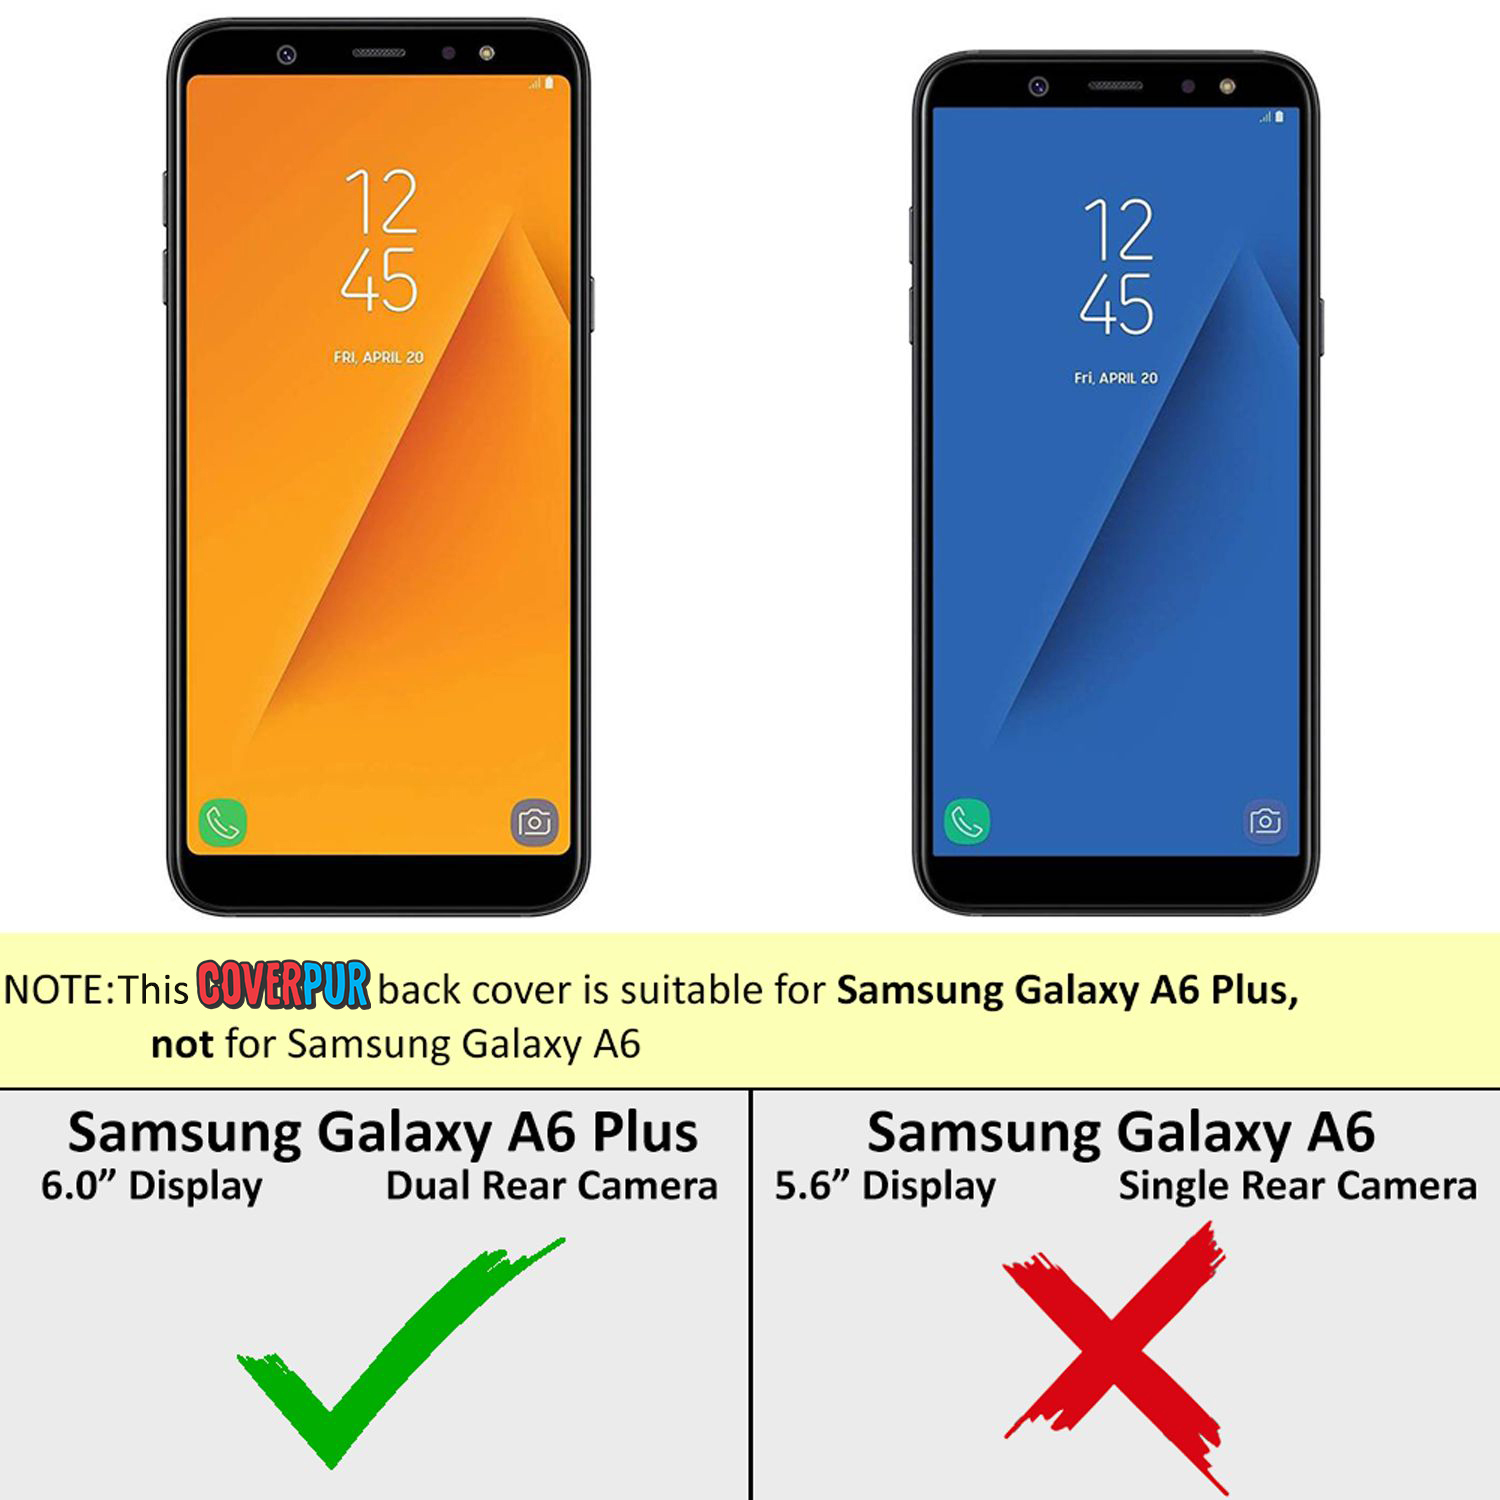 12
45
FRI, APRIL 20
12
45
Fri, APRIL 20
NOTE:This COVERPUR back cover is suitable for Samsung Galaxy A6 Plus,
not for Samsung Galaxy A6
Samsung Galaxy A6 Plus
6.0” Display Dual Rear Camera
Samsung Galaxy A6
5.6” Display Single Rear Camera